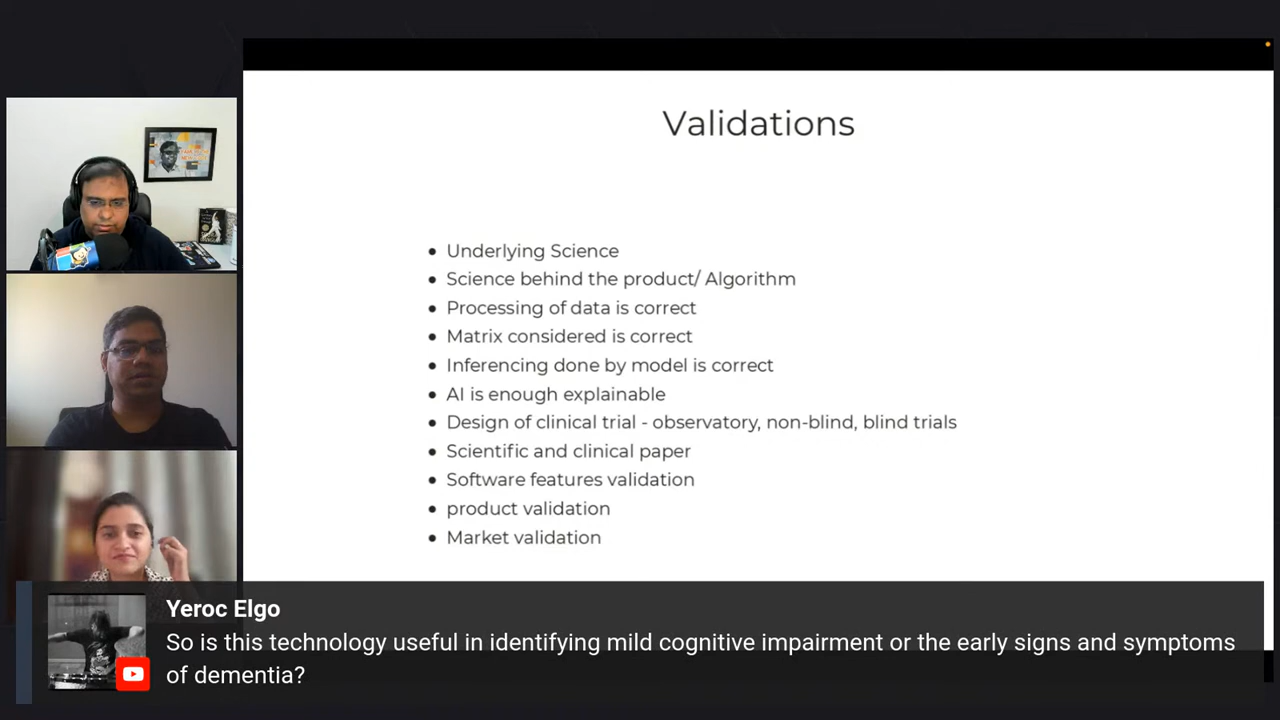 Validations
• Underlying Science
• Science behind the product/ Algorithm
• Processing of data is correct
• Matrix considered is correct
• Inferencing done by model is correct
• AI is enough explainable
• Design of clinical trial - observatory, non-blind, blind trials
• Scientific and clinical paper
• Software features validation
• product validation
• Market validation
Yeroc Elgo
So is this technology useful in identifying mild cognitive impairment or the early signs and symptoms
of dementia?